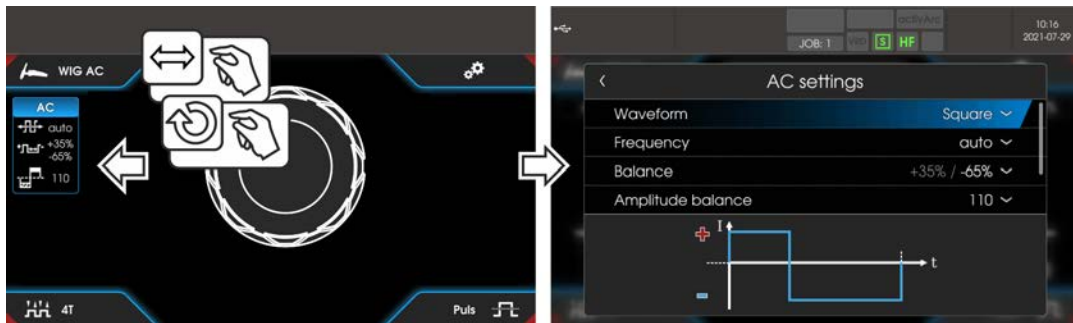 WIG AC
AC
auto
+35%
-65%
110
4T
Puls
activArc
JOB: 1
VRD
S
HF
10:16
2021-07-29
AC settings
Waveform
Square
Frequency
auto
Balance
+35% / -65%
Amplitude balance
110
I
t